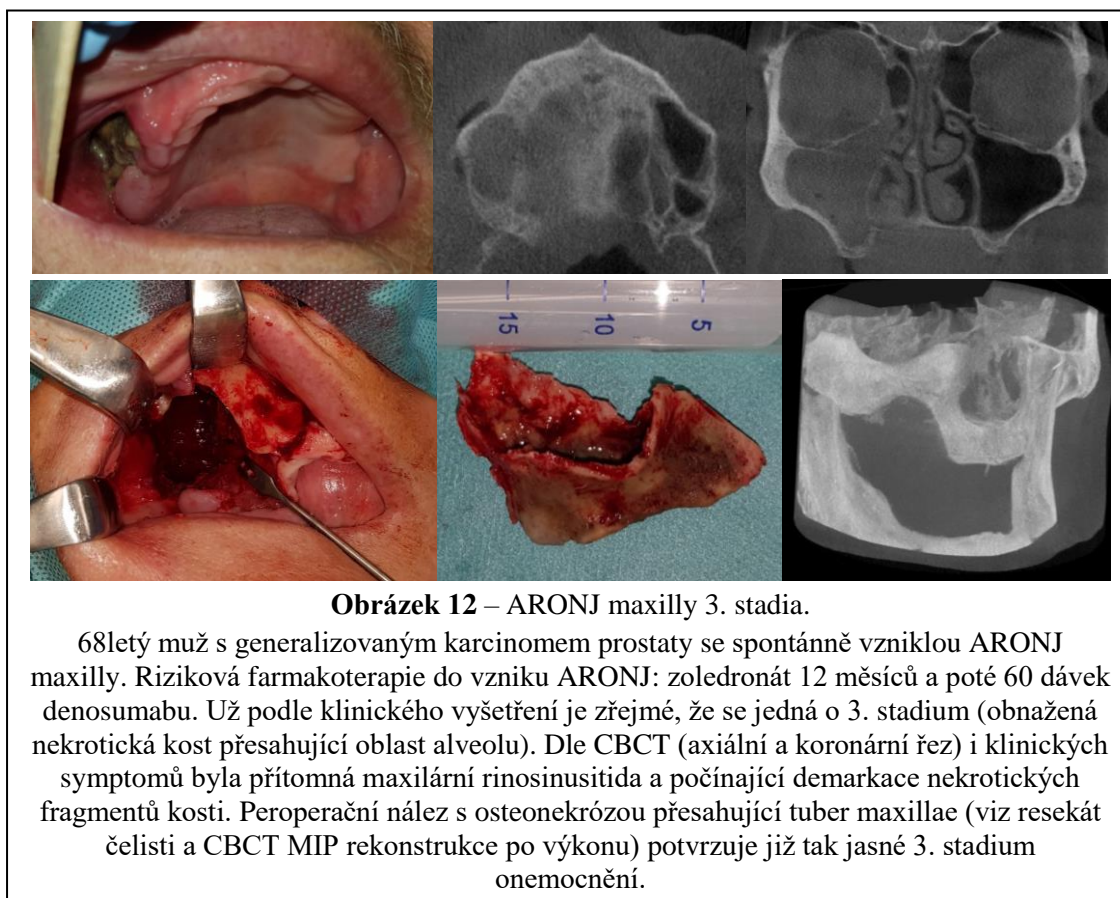 15 10 5
Obrázek 12 – ARONJ maxilly 3. stadia.
68letý muž s generalizovaným karcinomem prostaty se spontánně vzniklou ARONJ
maxilly. Riziková farmakoterapie do vzniku ARONJ: zoledronát 12 měsíců a poté 60 dávek
denosumabu. Už podle klinického vyšetření je zřejmé, že se jedná o 3. stadium (obnažená
nekrotická kost přesahující oblast alveolu). Dle CBCT (axiální a koronární řez) i klinických
symptomů byla přítomná maxilární rinosinusitida a počínající demarkace nekrotických
fragmentů kosti. Peroperační nález s osteonekrózou přesahující tuber maxillae (viz resekát
čelisti a CBCT MIP rekonstrukce po výkonu) potvrzuje již tak jasné 3. stadium
onemocnění.